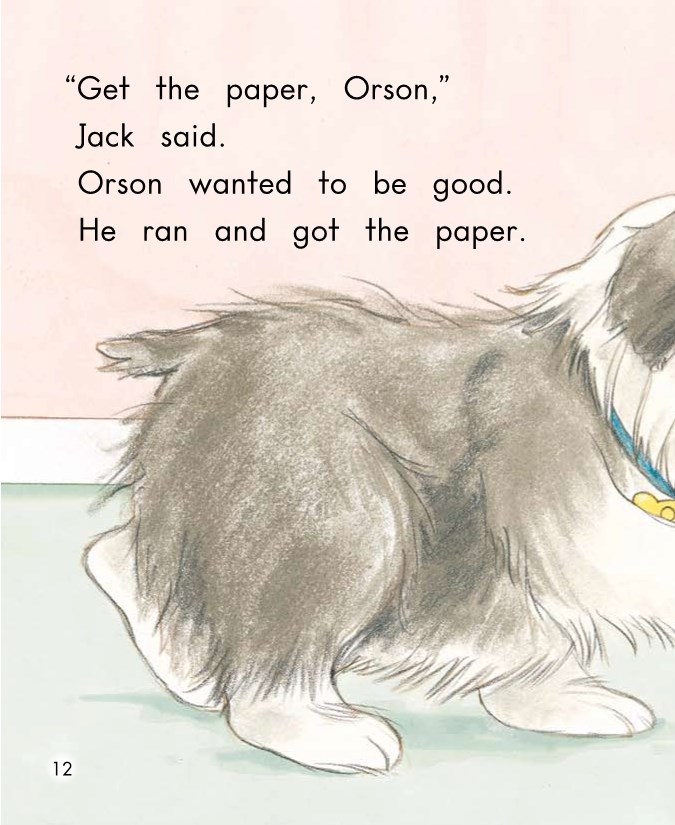 “Get the paper, Orson,”
Jack said.
Orson wanted to be good.
He ran and got the paper.
12